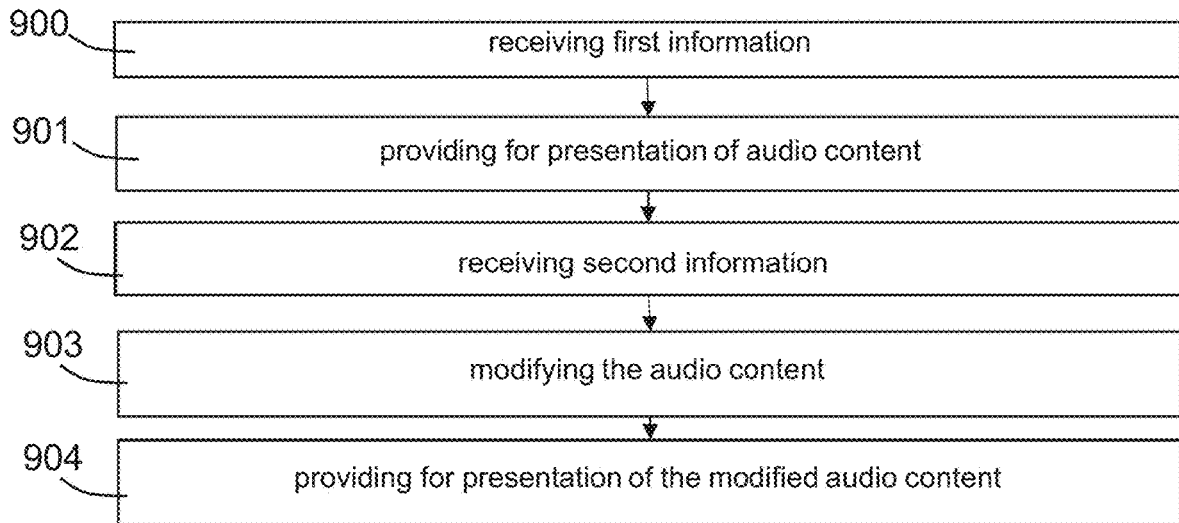 900
receiving first information
901
providing for presentation of audio content
902
receiving second information
903
modifying the audio content
904
providing for presentation of the modified audio content